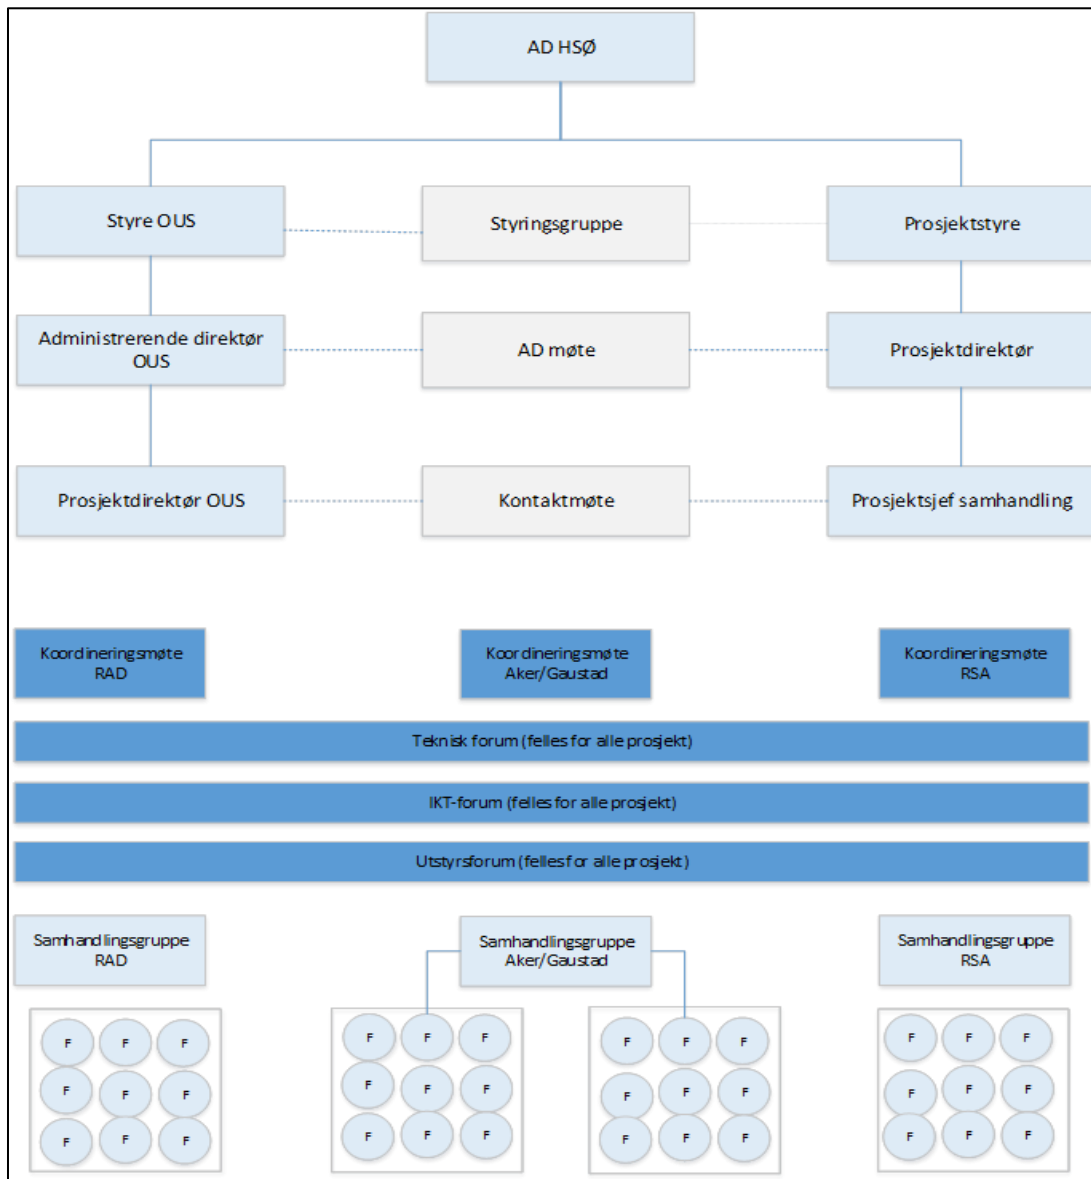 AD HSØ
Styre OUS
Styringsgruppe
Prosjektstyre
Administrerende direktør
OUS
AD møte
Prosjektdirektør
Prosjektdirektør OUS
Kontaktmøte
Prosjektsjef samhandling
Koordineringsmøte
RAD
Koordineringsmøte
Aker/Gaustad
Koordineringsmøte
RSA
Teknisk forum (felles for alle prosjekt)
IKT-forum (felles for alle prosjekt)
Utstyrsforum (felles for alle prosjekt)
Samhandlingsgruppe
RAD
Samhandlingsgruppe
Aker/Gaustad
Samhandlingsgruppe
RSA
F F F
F F F
F F F
F F F
F F F
F F F
F F F
F F F
F F F
F F F
F F F
F F F